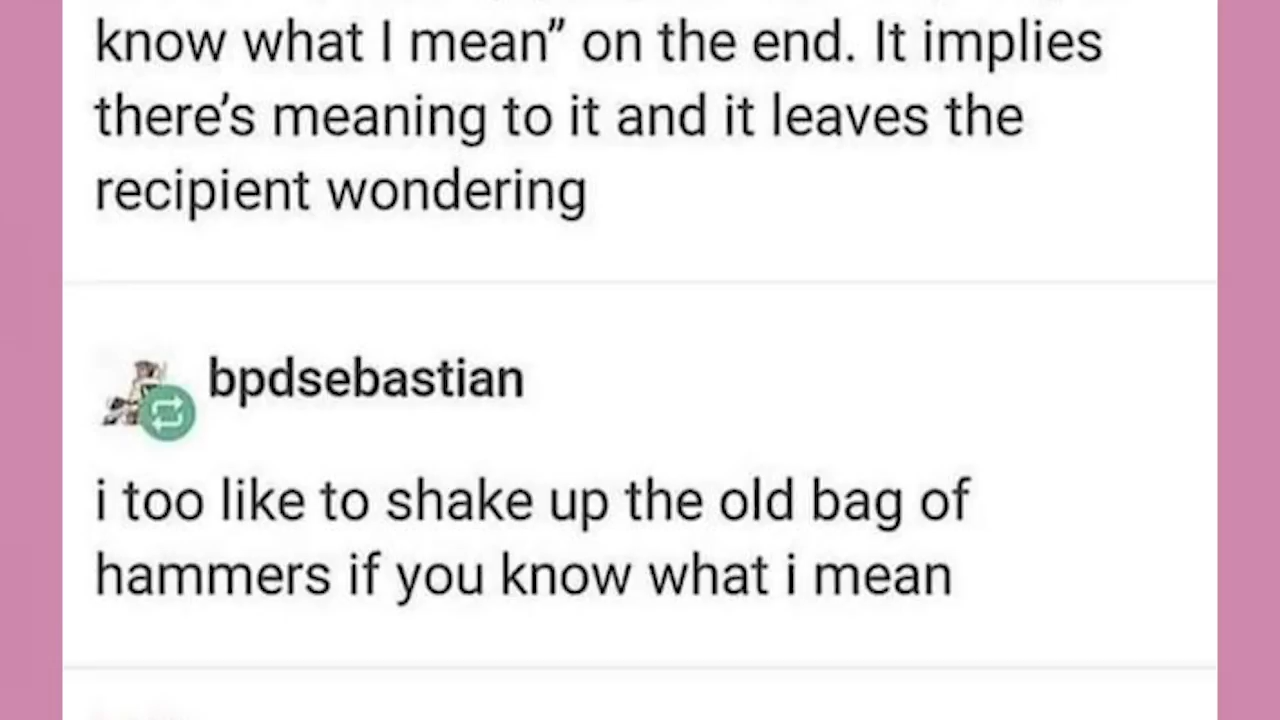 know what I mean” on the end. It implies
there’s meaning to it and it leaves the
recipient wondering
bpdsebastian
i too like to shake up the old bag of
hammers if you know what i mean